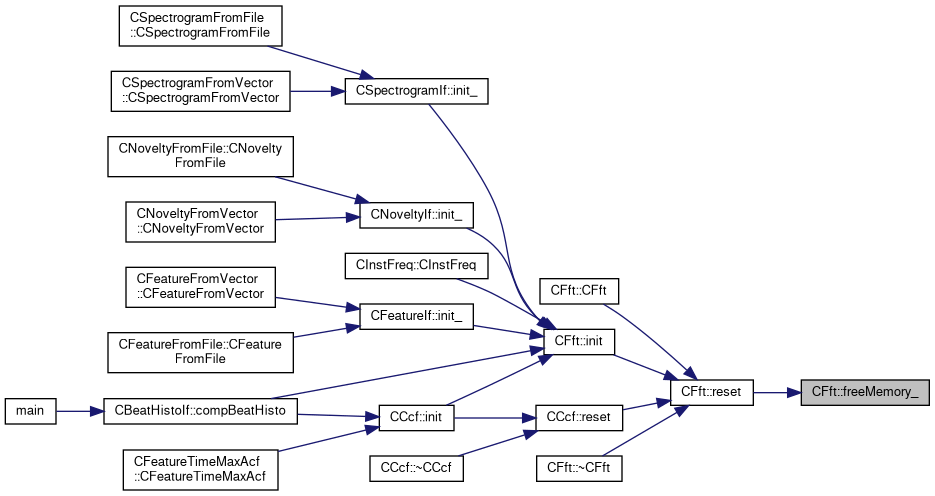 CSpectrogramFromFile
::CSpectrogramFromFile
CSpectrogramFromVector
::CSpectrogramFromVector
CSpectrogramIf::init_
CNoveltyFromFile::CNovelty
FromFile
CNoveltyFromVector
::CNoveltyFromVector
CNoveltyIf::init_
CInstFreq::CInstFreq
CFeatureFromVector
::CFeatureFromVector
CFeatureIf::init_
CFeatureFromFile::CFeature
FromFile
CFft::CFft
CFft::init
CFft::reset
CFft::freeMemory_
main
CBeatHistoIf::compBeatHisto
CCcf::init
CCcf::reset
CFeatureTimeMaxAcf
::CFeatureTimeMaxAcf
CCcf::~CCcf
CFft::~CFft